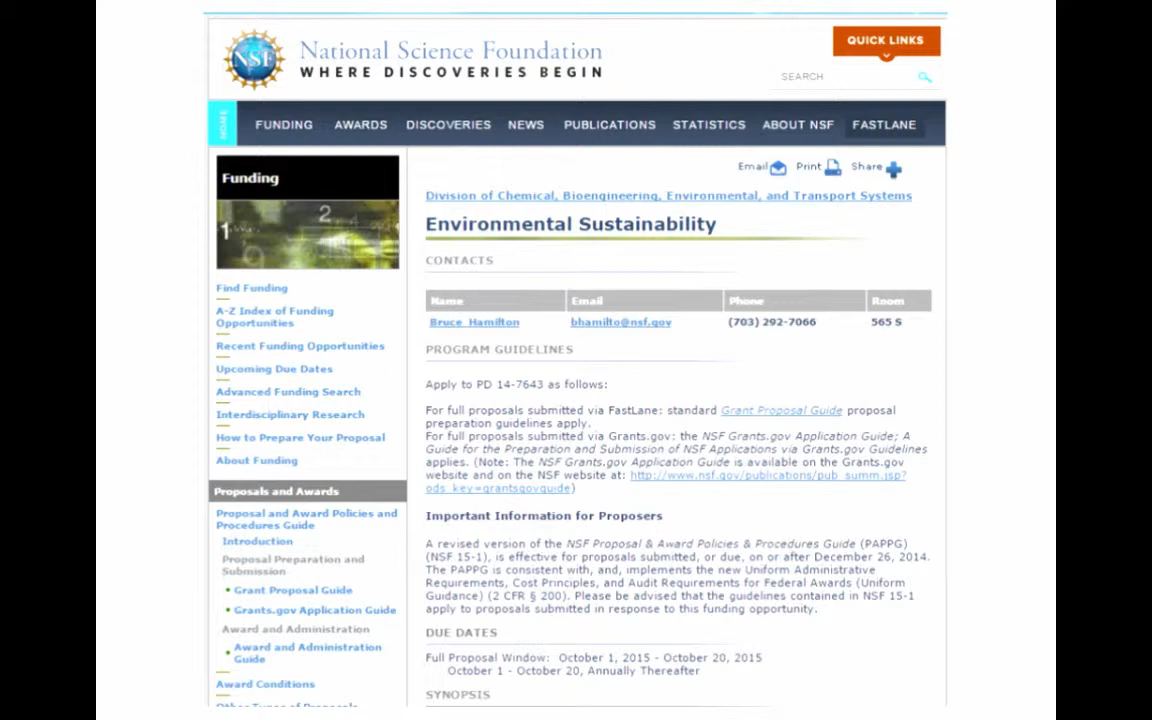 National Science Foundation
WHERE DISCOVERIES BEGIN
NSF
QUICK LINKS
SEARCH
HOME
FUNDING AWARDS DISCOVERIES NEWS PUBLICATIONS STATISTICS ABOUT NSF FASTLANE
Funding
1 2 9 4
Find Funding
A-Z Index of Funding
Opportunities
Recent Funding Opportunities
Upcoming Due Dates
Advanced Funding Search
Interdisciplinary Research
How to Prepare Your Proposal
About Funding
Proposals and Awards
Proposal and Award Policies and
Procedures Guide
Introduction
Proposal Preparation and
Submission
• Grant Proposal Guide
• Grants.gov Application Guide
Award and Administration
• Award and Administration
Guide
Award Conditions
Other Types of Proposals
Email Print Share
Division of Chemical, Bioengineering, Environmental, and Transport Systems
Environmental Sustainability
CONTACTS
Name Email Phone Room
Bruce Hamilton bhamilto@nsf.gov (703) 292-7066 565 S
PROGRAM GUIDELINES
Apply to PD 14-7643 as follows:
For full proposals submitted via FastLane: standard Grant Proposal Guide proposal
preparation guidelines apply.
For full proposals submitted via Grants.gov: the NSF Grants.gov Application Guide; A
Guide for the Preparation and Submission of NSF Applications via Grants.gov Guidelines
applies. (Note: The NSF Grants.gov Application Guide is available on the Grants.gov
website and on the NSF website at: http://www.nsf.gov/publications/pub_summ.jsp?
ods_key=grantsgovguide)
Important Information for Proposers
A revised version of the NSF Proposal & Award Policies & Procedures Guide (PAPPG)
(NSF 15-1), is effective for proposals submitted, or due, on or after December 26, 2014.
The PAPPG is consistent with, and, implements the new Uniform Administrative
Requirements, Cost Principles, and Audit Requirements for Federal Awards (Uniform
Guidance) (2 CFR § 200). Please be advised that the guidelines contained in NSF 15-1
apply to proposals submitted in response to this funding opportunity.
DUE DATES
Full Proposal Window: October 1, 2015 - October 20, 2015
October 1 - October 20, Annually Thereafter
SYNOPSIS